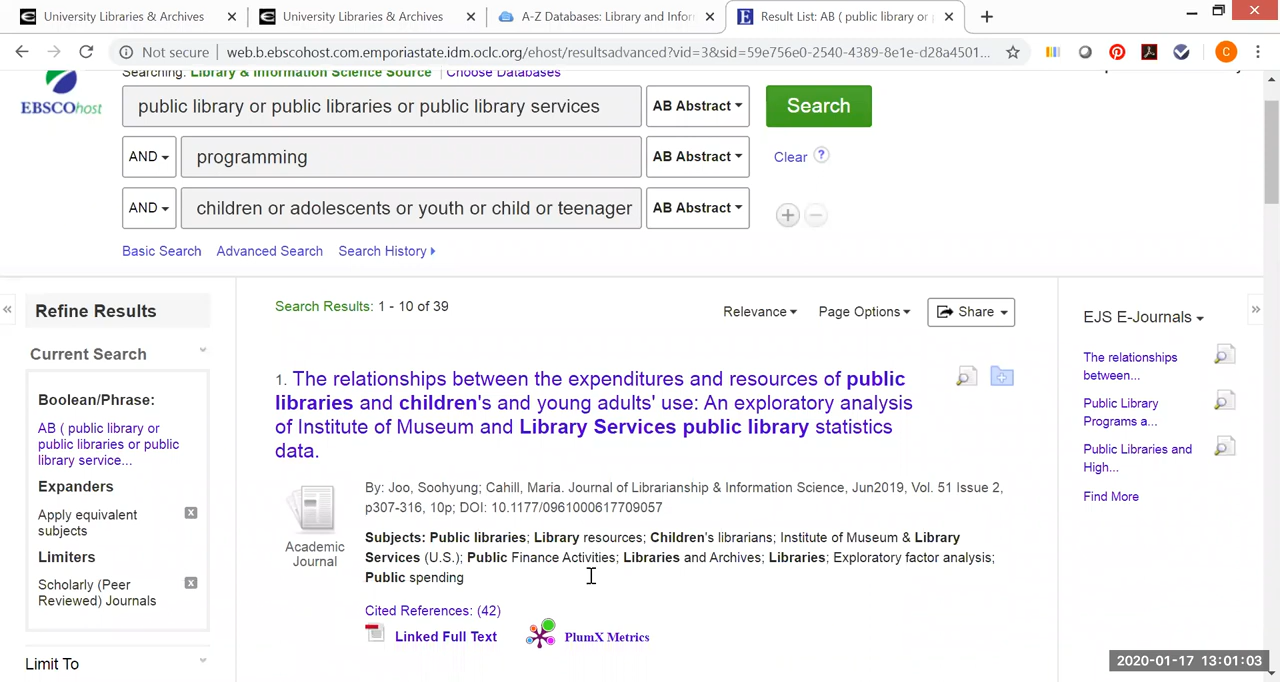 University Libraries & Archives
University Libraries & Archives
A-Z Databases: Library and Infor
Result List: AB ( public library or
Not secure
web.b.ebscohost.com.emporiastate.idm.oclc.org/ehost/resultsadvanced?vid=3&sid=59e756e0-2540-4389-8e1e-d28a4501...
C
Searching: Library & Information Science Source
Choose Databases
EBSCOhost
public library or public libraries or public library services
AB Abstract
Search
AND
programming
AB Abstract
Clear
?
AND
children or adolescents or youth or child or teenager
AB Abstract
Basic Search
Advanced Search
Search History
Refine Results
Current Search
Boolean/Phrase:
AB ( public library or
public libraries or public
library service...
Expanders
Apply equivalent
subjects
Limiters
Scholarly (Peer
Reviewed) Journals
Limit To
Search Results: 1 - 10 of 39
Relevance
Page Options
Share
1. The relationships between the expenditures and resources of public
libraries and children's and young adults' use: An exploratory analysis
of Institute of Museum and Library Services public library statistics
data.
Academic
Journal
By: Joo, Soohyung; Cahill, Maria. Journal of Librarianship & Information Science, Jun2019, Vol. 51 Issue 2,
p307-316, 10p; DOI: 10.1177/0961000617709057
Subjects: Public libraries; Library resources; Children's librarians; Institute of Museum & Library
Services (U.S.); Public Finance Activities; Libraries and Archives; Libraries; Exploratory factor analysis;
Public spending
Cited References: (42)
Linked Full Text
PlumX Metrics
EJS E-Journals
The relationships
between...
Public Library
Programs a...
Public Libraries and
High...
Find More
2020-01-17 13:01:03